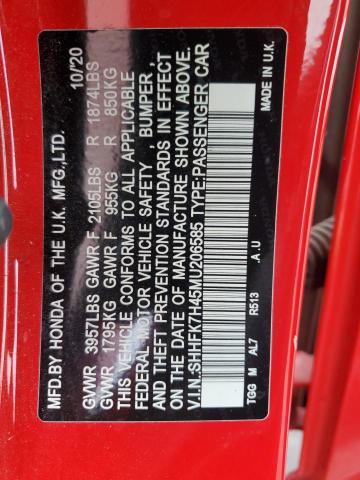 MFD.BY HONDA OF THE U.K. MFG.,LTD. 10/'20
GVWR 3957LBS GAWR F 2105LBS R 1874LBS
GVWR 1795KG GAWR F 955KG R 850KG
THIS VEHICLE CONFORMS TO ALL APPLICABLE
FEDERAL MOTOR VEHICLE SAFETY , BUMPER ,
AND THEFT PREVENTION STANDARDS IN EFFECT
ON THE DATE OF MANUFACTURE SHOWN ABOVE.
V.I.N.:SHHFK7H45MU206585 TYPE:PASSENGER CAR
MADE IN U.K.
TGG M AL7 R513 .A .U